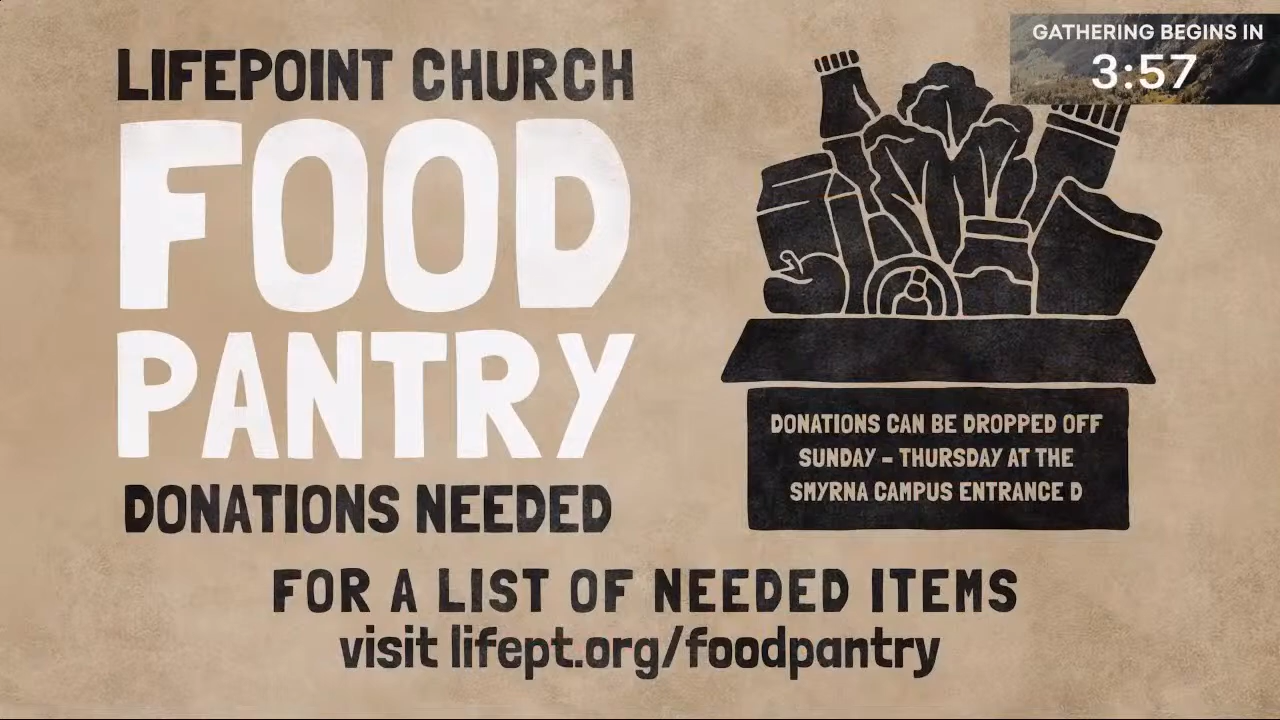 LIFEPOINT CHURCH
FOOD
PANTRY
DONATIONS NEEDED
GATHERING BEGINS IN
3:57
DONATIONS CAN BE DROPPED OFF
SUNDAY – THURSDAY AT THE
SMYRNA CAMPUS ENTRANCE D
FOR A LIST OF NEEDED ITEMS
visit lifept.org/foodpantry